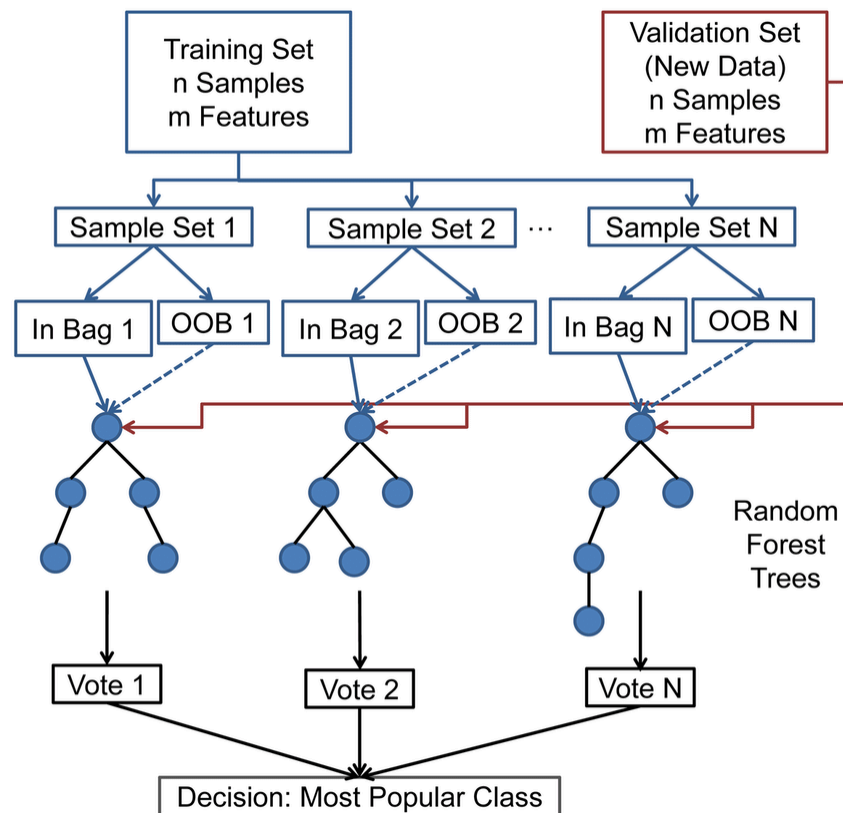 Training Set
n Samples
m Features
Validation Set
(New Data)
n Samples
m Features
Sample Set 1
Sample Set 2
...
Sample Set N
In Bag 1
OOB 1
In Bag 2
OOB 2
In Bag N
OOB N
Random
Forest
Trees
Vote 1
Vote 2
Vote N
Decision: Most Popular Class